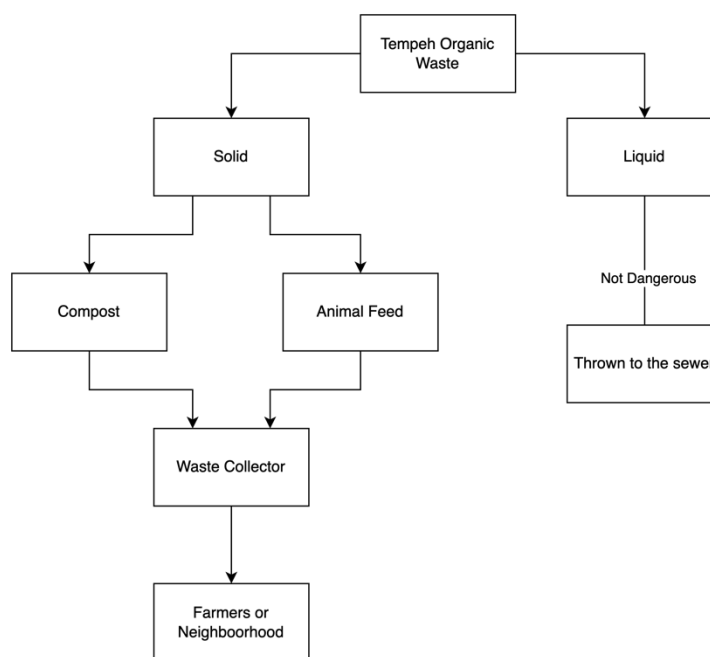 Tempeh Organic
Waste
Solid
Liquid
Compost
Animal Feed
Not Dangerous
Thrown to the sewer
Waste Collector
Farmers or
Neighboorhood